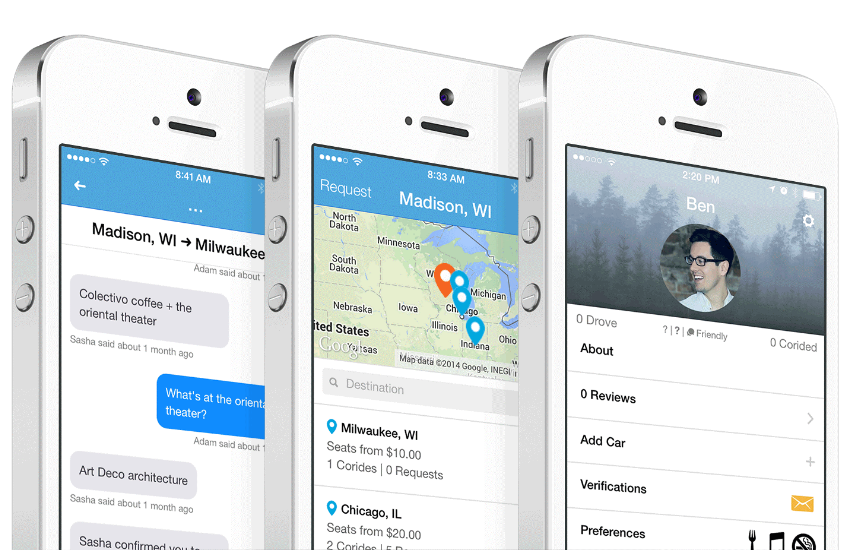 8:41 AM
...
Madison, WI → Milwaukee
Adam said about 1
Colectivo coffee + the
oriental theater
Sasha said about 1 month ago
What's at the orienta
theater?
Adam said about 1
Art Deco architecture
Sasha said about 1 month ago
Sasha confirmed you to
8:33 AM
Request
Madison, WI
North
Dakota
Minnesota
South
Dakota
W
Michigan
Nebraska
Iowa
Chicago
Illinois
Indiana
Ohio
ited States
Google
Kansas
Map data ©2014 Google, INEGI
Destination
Milwaukee, WI
Seats from $10.00
1 Corides | 0 Requests
Chicago, IL
Seats from $20.00
2 Corides | 5 Re
2:20 PM
Ben
0 Drove
? | ? | Friendly
0 Corided
About
0 Reviews
Add Car
Verifications
Preferences